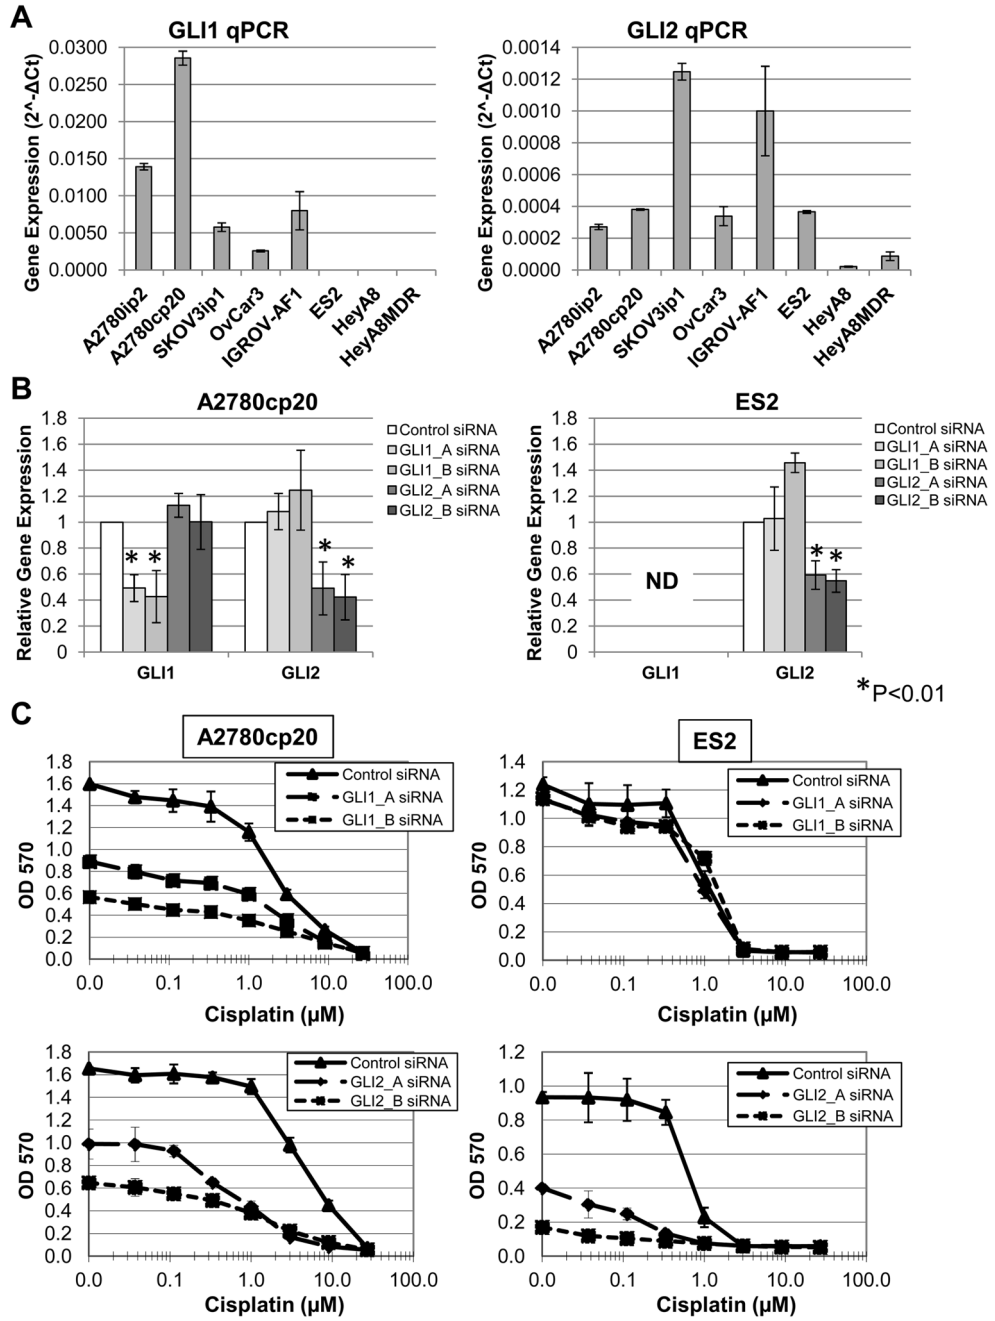 A
GLI1 qPCR
Gene Expression (2^-ΔCt)
0.0300
0.0250
0.0200
0.0150
0.0100
0.0050
0.0000
A2780ip2
A2780cp20
SKOV3ip1
OvCar3
IGROV-AF1
ES2
HeyA8
HeyA8MDR
GLI2 qPCR
Gene Expression (2^-ΔCt)
0.0014
0.0012
0.0010
0.0008
0.0006
0.0004
0.0002
0.0000
A2780ip2
A2780cp20
SKOV3ip1
OvCar3
IGROV-AF1
ES2
HeyA8
HeyA8MDR
B
A2780cp20
Relative Gene Expression
1.8
1.6
1.4
1.2
1
0.8
0.6
0.4
0.2
0
* *
* *
GLI1 GLI2
Control siRNA
GLI1_A siRNA
GLI1_B siRNA
GLI2_A siRNA
GLI2_B siRNA
ES2
Relative Gene Expression
1.8
1.6
1.4
1.2
1
0.8
0.6
0.4
0.2
0
ND
* *
GLI1 GLI2
Control siRNA
GLI1_A siRNA
GLI1_B siRNA
GLI2_A siRNA
GLI2_B siRNA
*P<0.01
C
A2780cp20
OD 570
1.8
1.6
1.4
1.2
1.0
0.8
0.6
0.4
0.2
0.0
Control siRNA
GLI1_A siRNA
GLI1_B siRNA
0.0 0.1 1.0 10.0 100.0
Cisplatin (µM)
ES2
OD 570
1.4
1.2
1.0
0.8
0.6
0.4
0.2
0.0
Control siRNA
GLI1_A siRNA
GLI1_B siRNA
0.0 0.1 1.0 10.0 100.0
Cisplatin (µM)
OD 570
1.8
1.6
1.4
1.2
1.0
0.8
0.6
0.4
0.2
0.0
Control siRNA
GLI2_A siRNA
GLI2_B siRNA
0.0 0.1 1.0 10.0 100.0
Cisplatin (µM)
OD 570
1.2
1.0
0.8
0.6
0.4
0.2
0.0
Control siRNA
GLI2_A siRNA
GLI2_B siRNA
0.0 0.1 1.0 10.0 100.0
Cisplatin (µM)